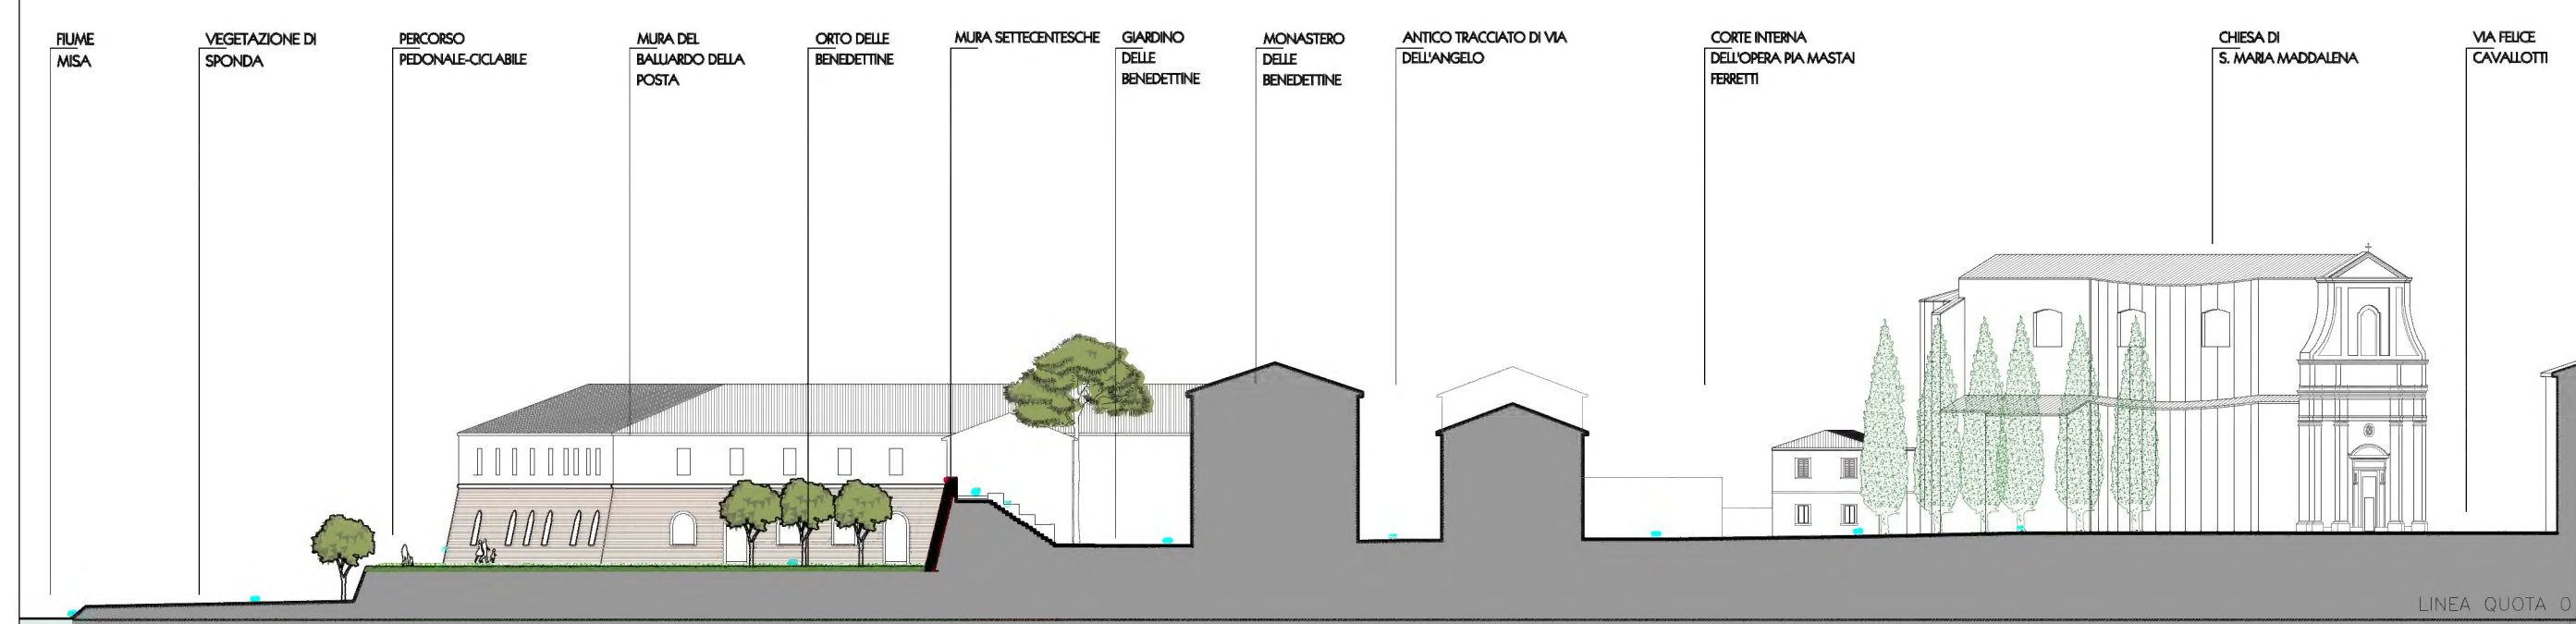 FIUME
MISA
VEGETAZIONE DI
SPONDA
PERCORSO
PEDONALE-CICLABILE
MURA DEL
BALUARDO DELLA
POSTA
ORTO DELLE
BENEDETTINE
MURA SETTECENTESCHE
GIARDINO
DELLE
BENEDETTINE
MONASTERO
DELLE
BENEDETTINE
ANTICO TRACCIATO DI VIA
DELL'ANGELO
CORTE INTERNA
DELL'OPERA PIA MASTAI
FERRETTI
CHIESA DI
S. MARIA MADDALENA
VIA FELICE
CAVALLOTTI
LINEA QUOTA 0